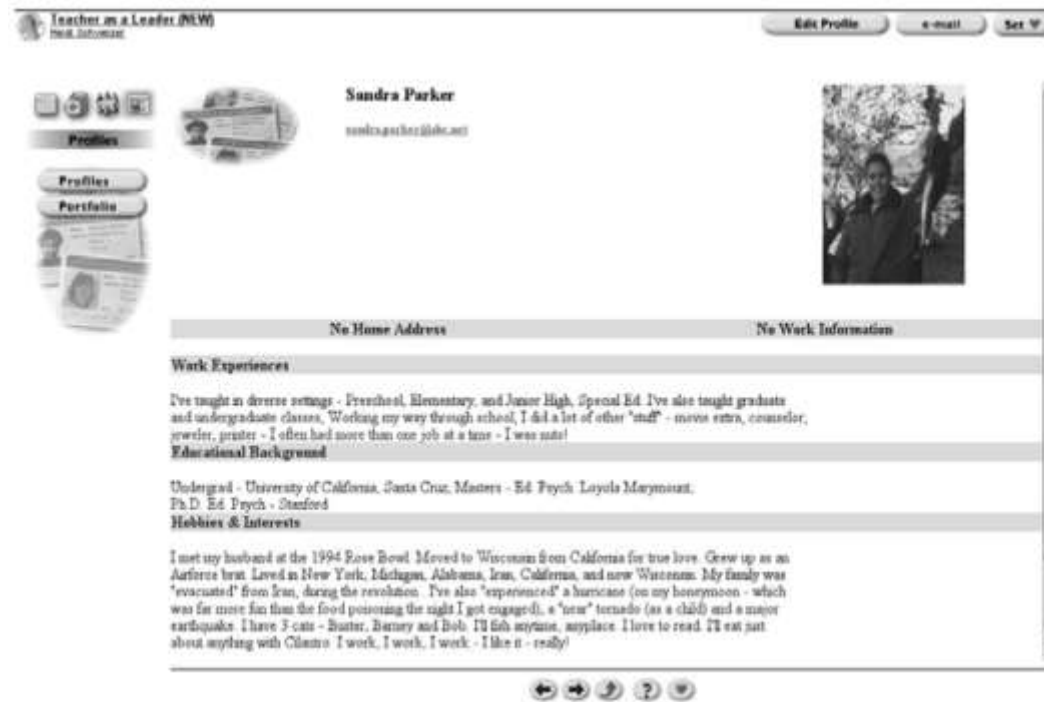 Teacher as a Leader (NEW)
Heidi Schweizer
Edit Profile
e-mail
Set
Profiles
Profiles
Portfolio
Sandra Parker
No Home Address
No Work Information
Work Experiences
I've taught in diverse settings - Preschool, Elementary, and Junior High, Special Ed. I've also taught graduate
and undergraduate classes, Working my way through school, I did a lot of other "stuff" - movie extra, counselor,
jeweler, printer - I often had more than one job at a time - I was nuts!
Educational Background
Undergrad - University of California, Santa Cruz, Masters - Ed. Psych. Loyola Marymount,
Ph.D. Ed. Psych - Stanford
Hobbies & Interests
I met my husband at the 1994 Rose Bowl. Moved to Wisconsin from California for true love. Grew up as an
Airforce brat. Lived in New York, Michigan, Alabama, Iran, California, and now Wisconsin. My family was
"evacuated" from Iran, during the revolution. I've also "experienced" a hurricane (on my honeymoon - which
was far more fun than the food poisoning the night I got engaged), a "near" tornado (as a child) and a major
earthquake. I have 3 cats - Buster, Barney and Bob. I'll fish anytime, anyplace. I love to read. I'll eat just
about anything with Cilantro. I work, I work, I work - I like it - really!